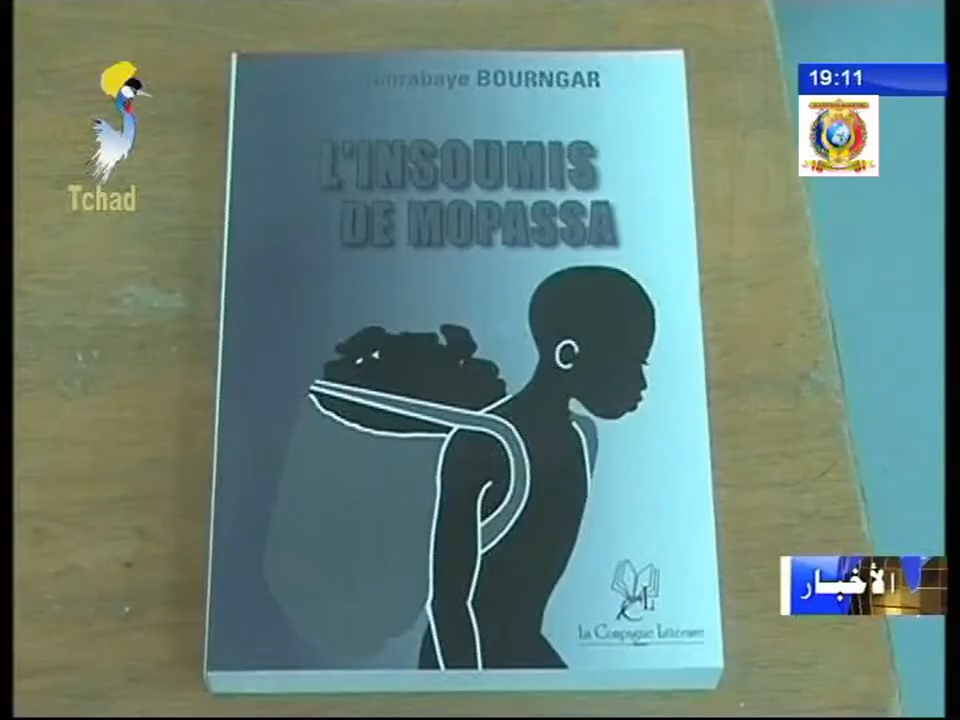 BOURNGAR
19:11
L'INSOUMIS
DE MOPASSA
Tchad
الأخبار
La Compagnie Littéraire